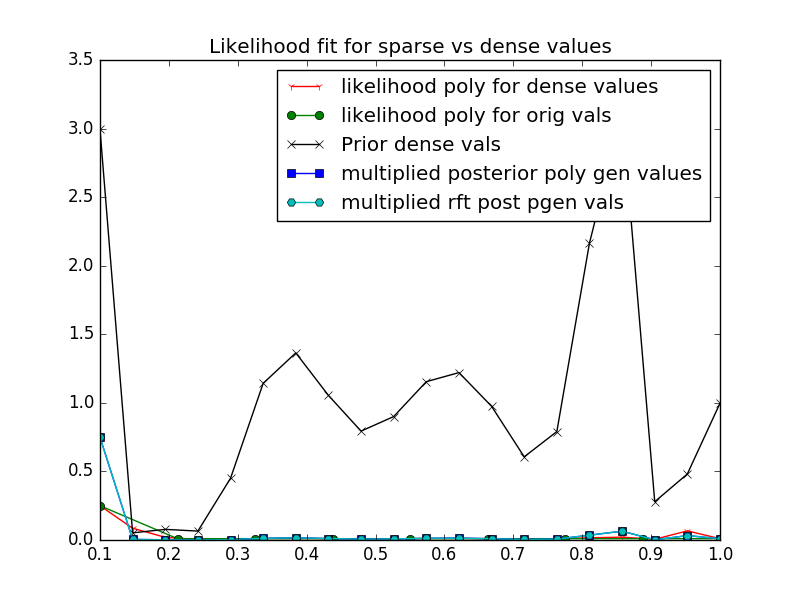 Likelihood fit for sparse vs dense values
3.5
3.0
2.5
2.0
1.5
1.0
0.5
0.0
likelihood poly for dense values
likelihood poly for orig vals
Prior dense vals
multiplied posterior poly gen values
multiplied rft post pgen vals
0.1 0.2 0.3 0.4 0.5 0.6 0.7 0.8 0.9 1.0